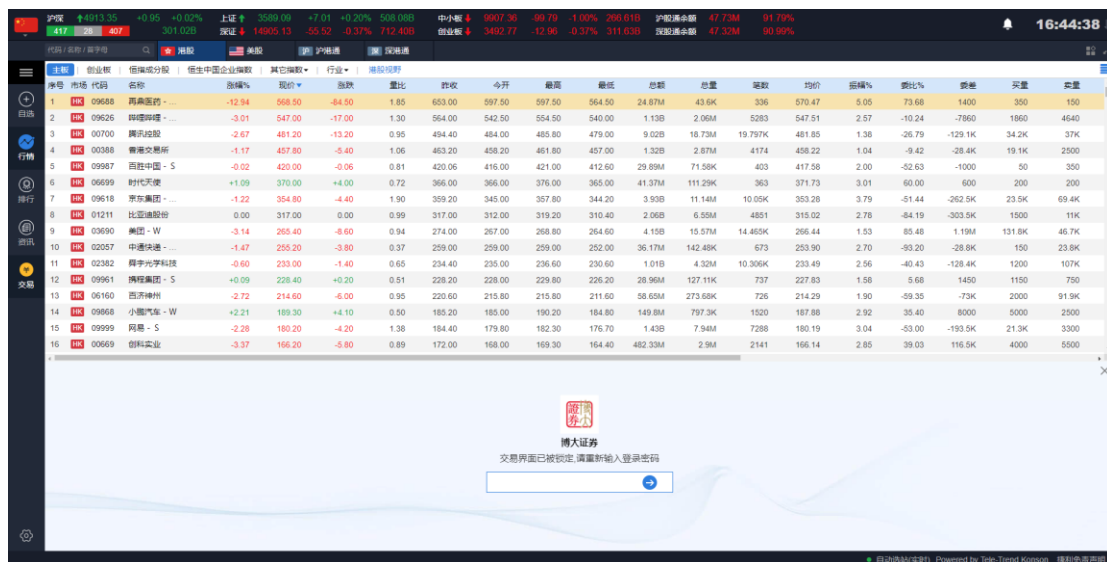 沪深 4913.35 +0.95 +0.02% 上证 3589.09 +7.01 +0.20% 508.08B 中小板 9907.36 -99.79 -1.00% 266.61B 沪股通余额 47.73M 91.79%
417 28 407 301.02B 深证 14905.13 -55.52 -0.37% 712.40B 创业板 3492.77 -12.96 -0.37% 311.63B 深股通余额 47.32M 90.99%
16:44:38
代码 / 名称 / 首字母 港股 美股 沪 沪港通 深 深港通
主板 创业板 恒指成分股 恒生中国企业指数 其它指数 行业 港股视野
序号 市场 代码 名称 涨幅% 现价 涨跌 量比 昨收 今开 最高 最低 总额 总量 笔数 均价 振幅% 委比% 委差 买量 卖量
1 HK 09688 再鼎医药 - ... -12.94 568.50 -84.50 1.85 653.00 597.50 597.50 564.50 24.87M 43.6K 336 570.47 5.05 73.68 1400 350 150
2 HK 09626 哔哩哔哩 - ... -3.01 547.00 -17.00 1.30 564.00 542.50 554.50 540.00 1.13B 2.06M 5283 547.51 2.57 -10.24 -7860 1860 4640
3 HK 00700 腾讯控股 -2.67 481.20 -13.20 0.95 494.40 484.00 485.80 479.00 9.02B 18.73M 19.797K 481.85 1.38 -26.79 -129.1K 34.2K 37K
4 HK 00388 香港交易所 -1.17 457.80 -5.40 1.06 463.20 458.20 461.80 457.00 1.32B 2.87M 4174 458.22 1.04 -9.42 -28.4K 19.1K 2500
5 HK 09987 百胜中国 - S -0.02 420.00 -0.06 0.81 420.06 416.00 421.00 412.60 29.89M 71.58K 403 417.58 2.00 -52.63 -1000 50 350
6 HK 06699 时代天使 +1.09 370.00 +4.00 0.72 366.00 366.00 376.00 365.00 41.37M 111.29K 363 371.73 3.01 60.00 600 200 200
7 HK 09618 京东集团 - ... -1.22 354.80 -4.40 1.90 359.20 345.00 357.80 344.20 3.93B 11.14M 10.05K 353.28 3.79 -51.44 -262.5K 23.5K 69.4K
8 HK 01211 比亚迪股份 0.00 317.00 0.00 0.99 317.00 312.00 319.20 310.40 2.06B 6.55M 4851 315.02 2.78 -84.19 -303.5K 1500 11K
9 HK 03690 美团 - W -3.14 265.40 -8.60 0.94 274.00 267.00 268.80 264.60 4.15B 15.57M 14.465K 266.44 1.53 85.48 1.19M 131.8K 46.7K
10 HK 02057 中通快递 - ... -1.47 255.20 -3.80 0.37 259.00 259.00 259.00 252.00 36.17M 142.48K 673 253.90 2.70 -93.20 -28.8K 150 23.8K
11 HK 02382 舜宇光学科技 -0.60 233.00 -1.40 0.65 234.40 235.00 236.60 230.60 1.01B 4.32M 10.306K 233.49 2.56 -40.43 -128.4K 1200 107K
12 HK 09961 携程集团 - S +0.09 228.40 +0.20 0.51 228.20 228.00 229.80 226.20 28.96M 127.11K 737 227.83 1.58 5.68 1450 1150 750
13 HK 06160 百济神州 -2.72 214.60 -6.00 0.95 220.60 215.80 215.80 211.60 58.65M 273.68K 726 214.29 1.90 -59.35 -73K 2000 91.9K
14 HK 09868 小鹏汽车 - W +2.21 189.30 +4.10 0.50 185.20 185.00 190.20 184.80 149.8M 797.3K 1520 187.88 2.92 35.40 8000 5000 2500
15 HK 09999 网易 - S -2.28 180.20 -4.20 1.38 184.40 179.80 182.30 176.70 1.43B 7.94M 7288 180.19 3.04 -53.00 -193.5K 21.3K 3300
16 HK 00669 创科实业 -3.37 166.20 -5.80 0.89 172.00 168.00 169.30 164.40 482.33M 2.9M 2141 166.14 2.85 39.03 116.5K 4000 5500
自选
行情
排行
资讯
交易
博大证券
交易界面已被锁定,请重新输入登录密码
自动选站(实时) Powered by Tele-Trend Konson 捷利免责声明